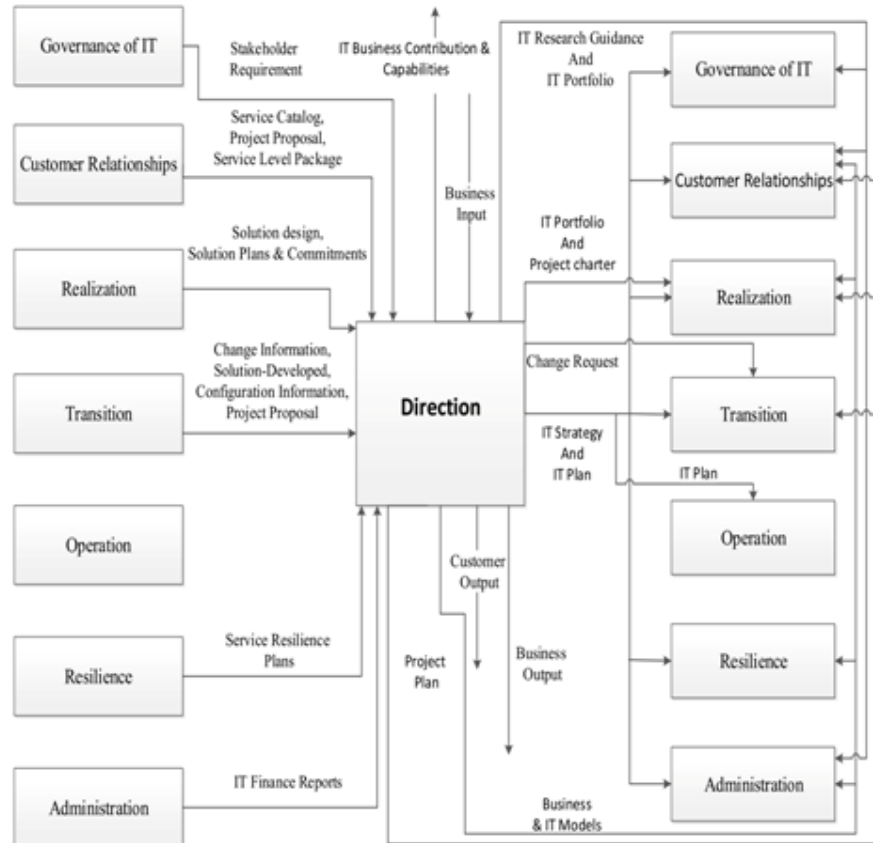 Governance of IT
Stakeholder
Requirement
IT Business Contribution &
Capabilities
IT Research Guidance
And
IT Portfolio
Governance of IT
Customer Relationships
Service Catalog,
Project Proposal,
Service Level Package
Business
Input
Customer Relationships
Realization
Solution design,
Solution Plans & Commitments
IT Portfolio
And
Project charter
Realization
Transition
Change Information,
Solution-Developed,
Configuration Information,
Project Proposal
Direction
Change Request
Transition
IT Strategy
And
IT Plan
IT Plan
Operation
Operation
Customer
Output
Resilience
Service Resilience
Plans
Project
Plan
Business
Output
Resilience
Administration
IT Finance Reports
Business
& IT Models
Administration